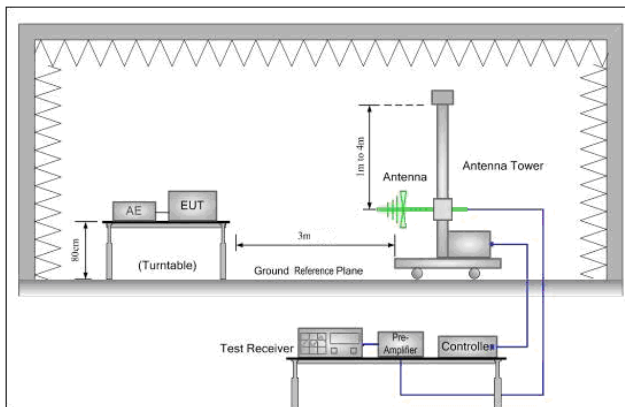 1m to 4m
Antenna
Antenna Tower
AE
EUT
80cm
(Turntable)
3m
Ground Reference Plane
Test Receiver
Pre-
Amplifier
Controller